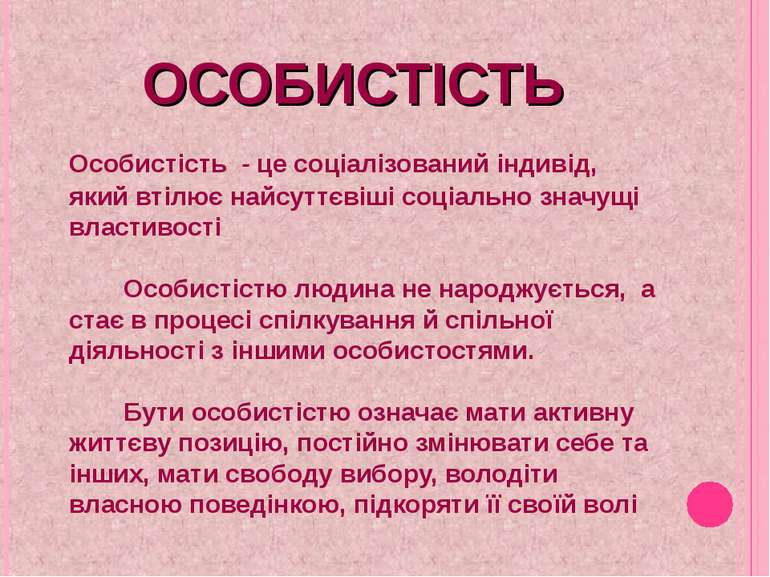 ОСОБИСТІСТЬ
Особистість - це соціалізований індивід,
який втілює найсуттєвіші соціально значущі
властивості
Особистістю людина не народжується, а
стає в процесі спілкування й спільної
діяльності з іншими особистостями.
Бути особистістю означає мати активну
життєву позицію, постійно змінювати себе та
інших, мати свободу вибору, володіти
власною поведінкою, підкоряти її своїй волі